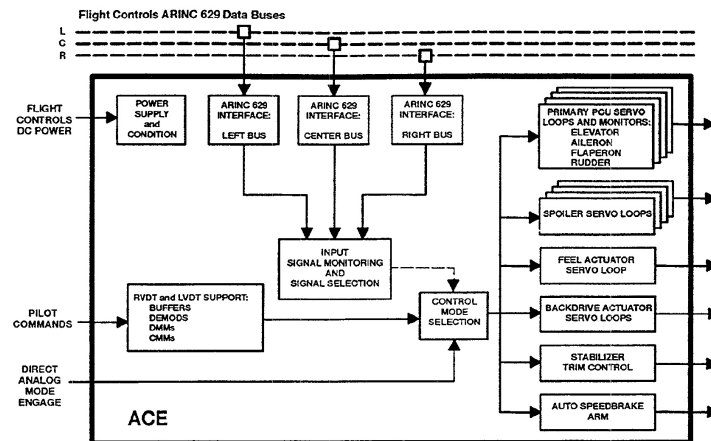 Flight Controls ARINC 629 Data Buses
L
C
R
FLIGHT
CONTROLS
DC POWER
POWER
SUPPLY
and
CONDITION
ARINC 629
INTERFACE:
LEFT BUS
ARINC 629
INTERFACE:
CENTER BUS
ARINC 629
INTERFACE:
RIGHT BUS
PRIMARY PCU SERVO
LOOPS AND MONITORS:
ELEVATOR
AILERON
FLAPERON
RUDDER
SPOILER SERVO LOOPS
INPUT
SIGNAL MONITORING
AND
SIGNAL SELECTION
FEEL ACTUATOR
SERVO LOOP
PILOT
COMMANDS
RVDT and LVDT SUPPORT:
BUFFERS
DEMODS
DMMs
CMMs
CONTROL
MODE
SELECTION
BACKDRIVE ACTUATOR
SERVO LOOPS
STABILIZER
TRIM CONTROL
DIRECT
ANALOG
MODE
ENGAGE
ACE
AUTO SPEEDBRAKE
ARM